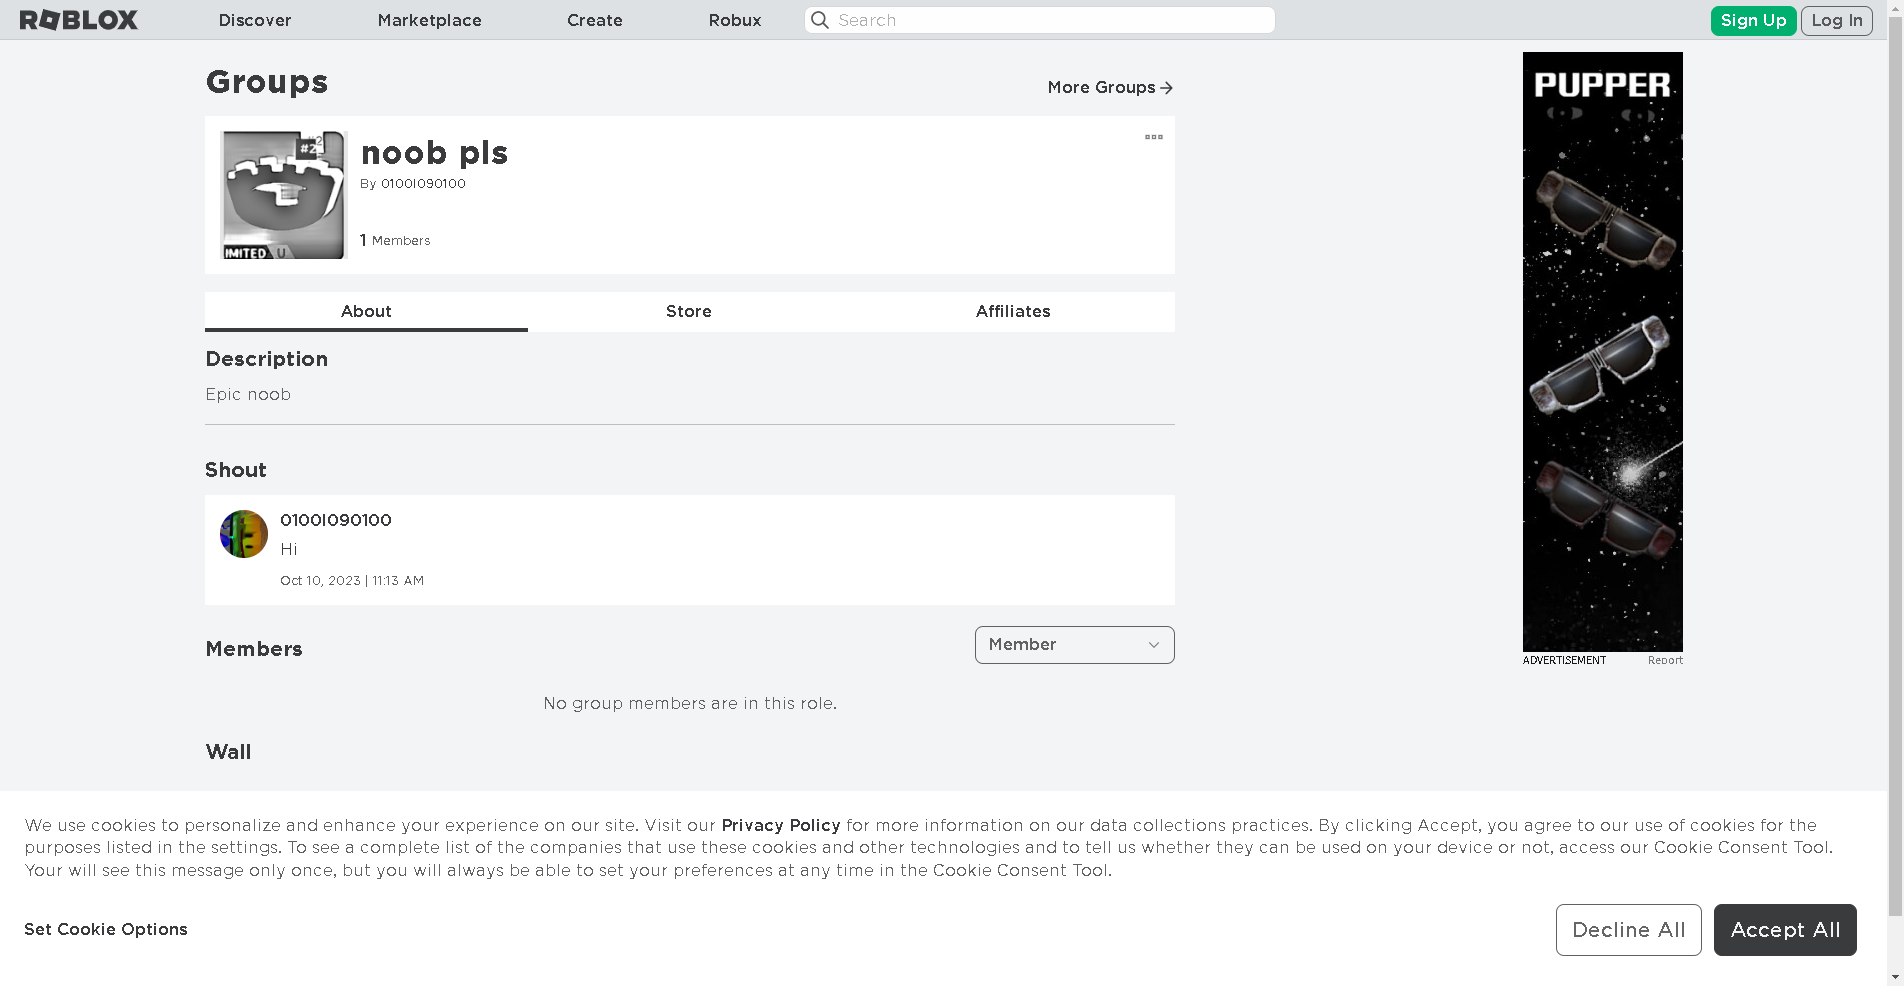 ROBLOX
Discover
Marketplace
Create
Robux
Search
Sign Up
Log In
Groups
More Groups
#2
noob pls
By 0100I090100
1 Members
IMITED U
PUPPER
About
Store
Affiliates
Description
Epic noob
Shout
0100I090100
Hi
Oct 10, 2023 | 11:13 AM
Members
Member
ADVERTISEMENT
Report
No group members are in this role.
Wall
We use cookies to personalize and enhance your experience on our site. Visit our Privacy Policy for more information on our data collections practices. By clicking Accept, you agree to our use of cookies for the
purposes listed in the settings. To see a complete list of the companies that use these cookies and other technologies and to tell us whether they can be used on your device or not, access our Cookie Consent Tool.
Your will see this message only once, but you will always be able to set your preferences at any time in the Cookie Consent Tool.
Set Cookie Options
Decline All
Accept All